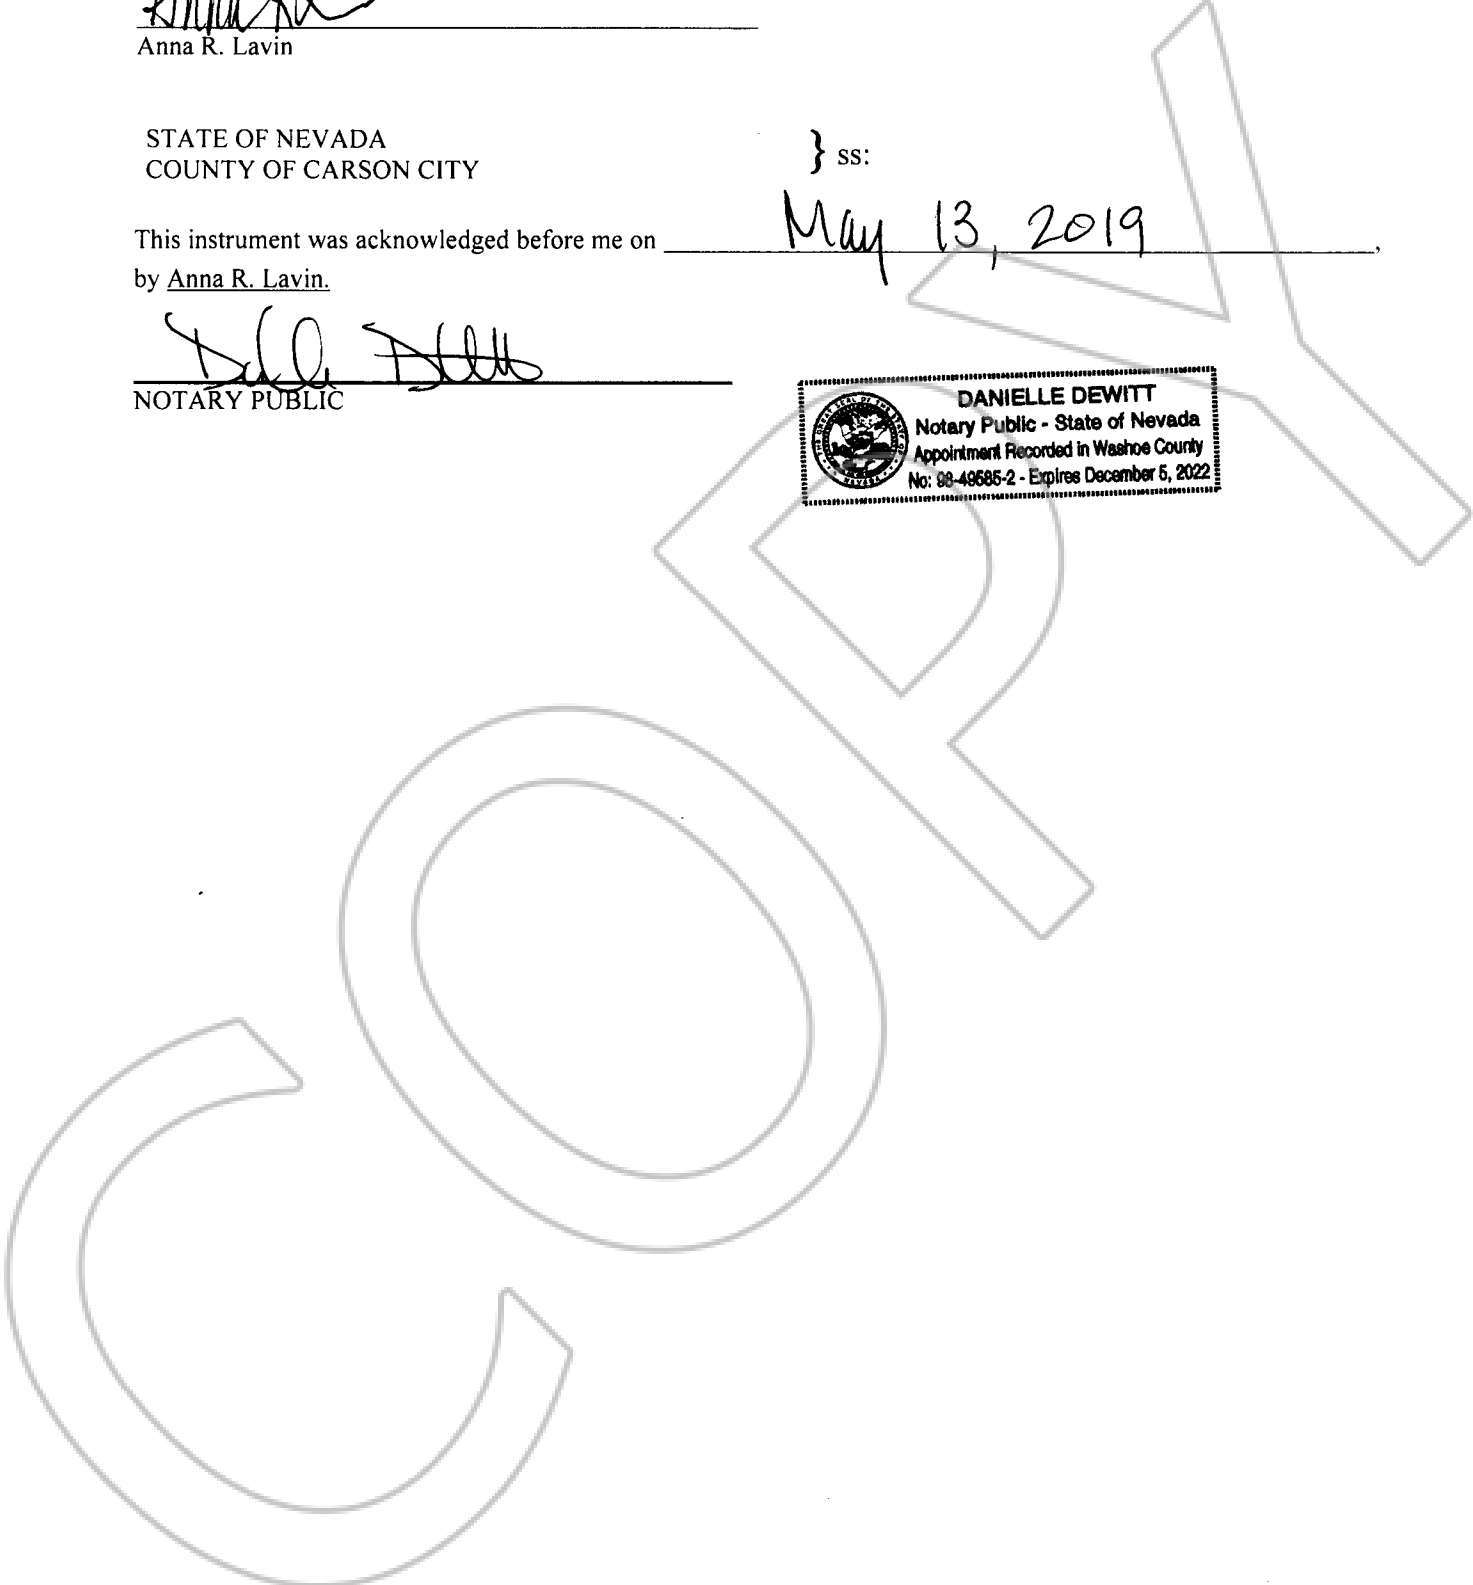 Anna R. Lavin
STATE OF NEVADA
COUNTY OF CARSON CITY
} ss:
This instrument was acknowledged before me on May 13, 2019,
by Anna R. Lavin.
NOTARY PUBLIC
DANIELLE DEWITT
Notary Public - State of Nevada
Appointment Recorded in Washoe County
No: 98-49585-2 - Expires December 5, 2022
COPY